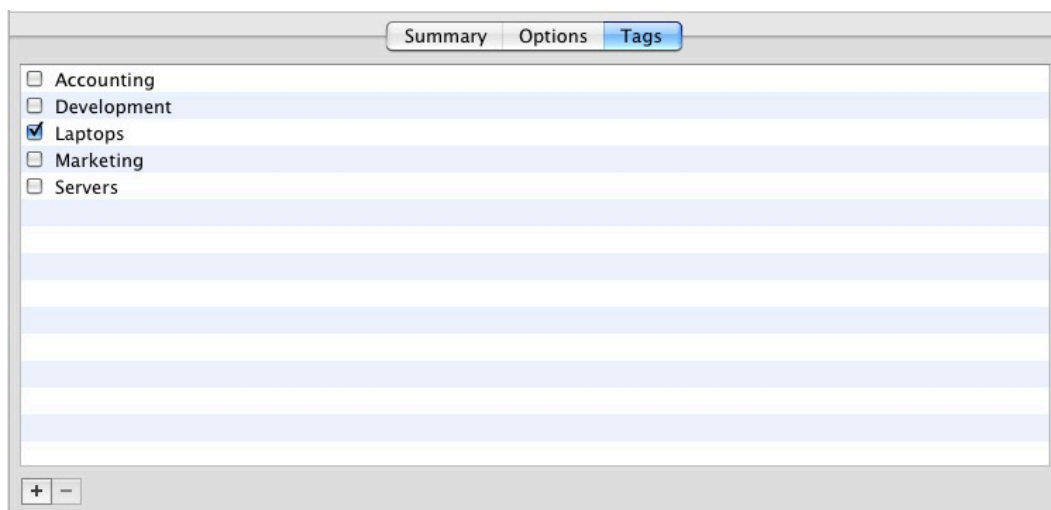 Summary Options Tags
Accounting
Development
Laptops
Marketing
Servers
+ −